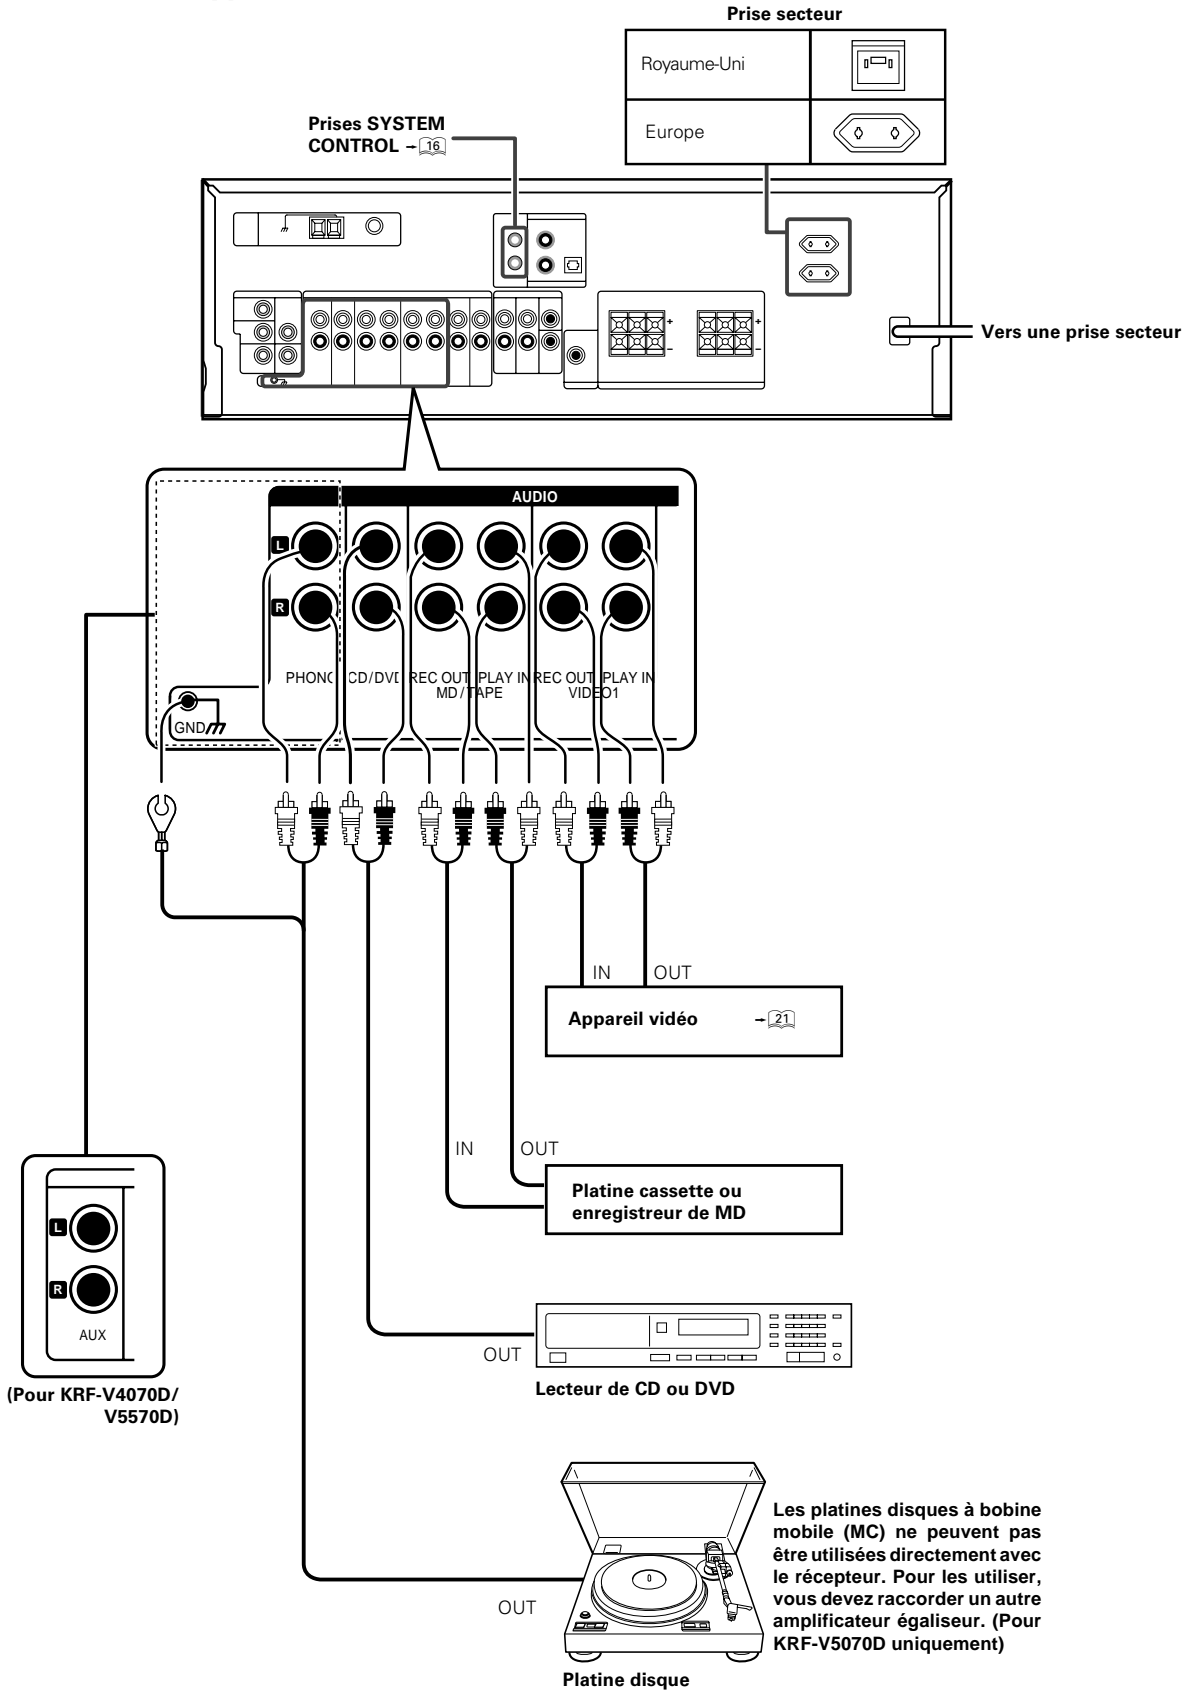 Prise secteur
Royaume-Uni
Europe
Prises SYSTEM
CONTROL → 16
+ +
− −
Vers une prise secteur
AUDIO
L
R
PHONO CD/DVD REC OUT PLAY IN REC OUT PLAY IN
MD/TAPE VIDEO1
GND
IN OUT
Appareil vidéo → 21
IN OUT
Platine cassette ou
enregistreur de MD
L
R
AUX
(Pour KRF-V4070D/
V5570D)
OUT
Lecteur de CD ou DVD
OUT
Platine disque
Les platines disques à bobine
mobile (MC) ne peuvent pas
être utilisées directement avec
le récepteur. Pour les utiliser,
vous devez raccorder un autre
amplificateur égaliseur. (Pour
KRF-V5070D uniquement)